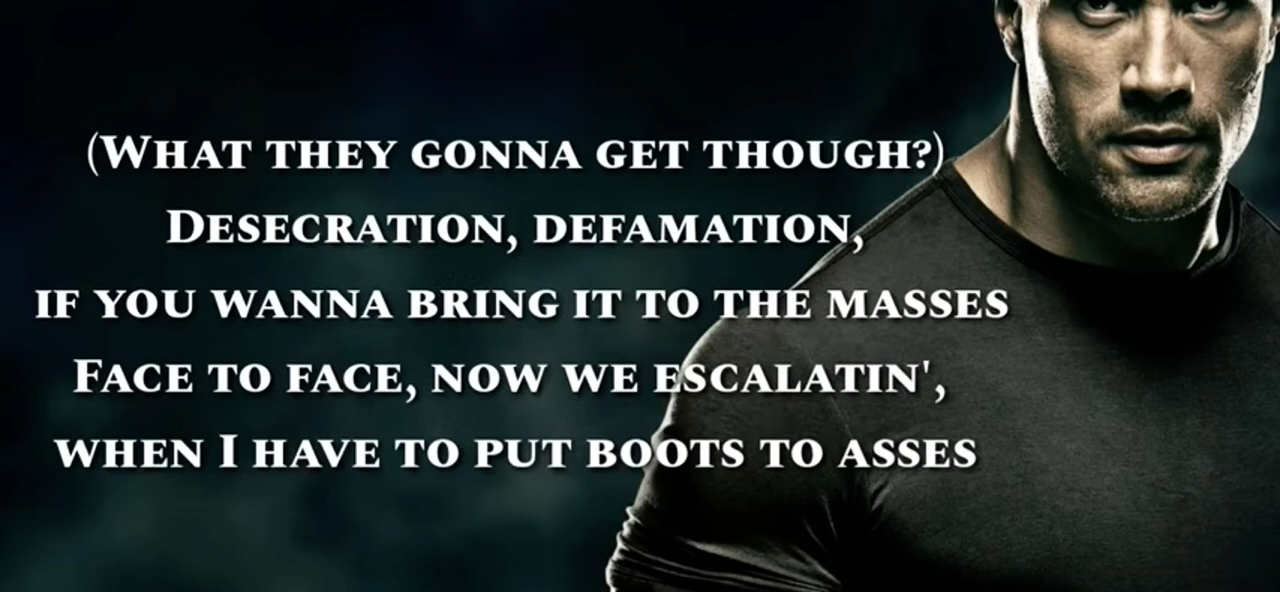 (What they gonna get though?)
Desecration, defamation,
if you wanna bring it to the masses
Face to face, now we escalatin',
when I have to put boots to asses